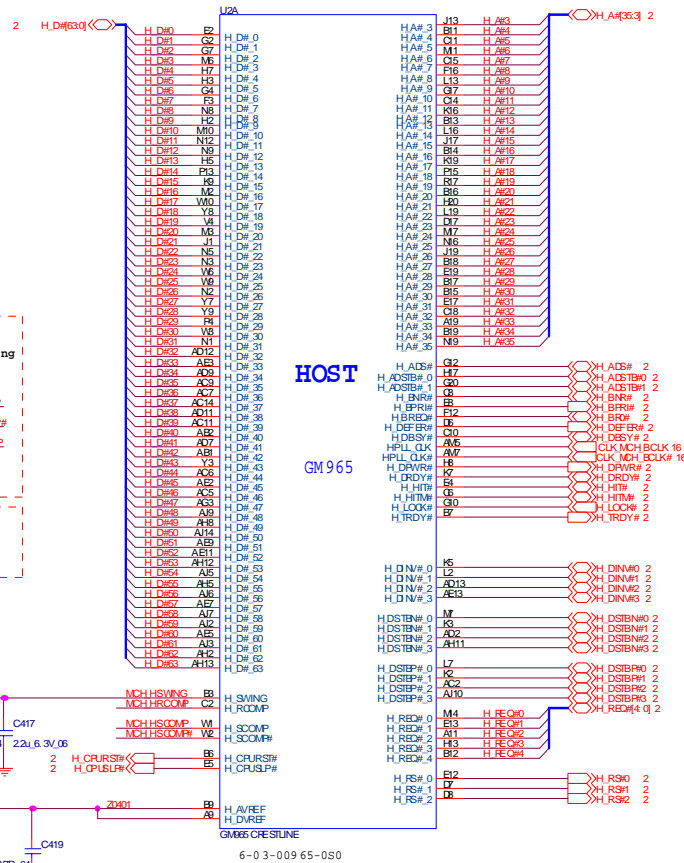 U2A
2 H_D#[63:0]
H_A#[35:3] 2
H_D#0 E2 H_D#_0
H_D#1 G2 H_D#_1
H_D#2 G7 H_D#_2
H_D#3 M6 H_D#_3
H_D#4 H7 H_D#_4
H_D#5 H3 H_D#_5
H_D#6 G4 H_D#_6
H_D#7 F3 H_D#_7
H_D#8 N8 H_D#_8
H_D#9 H2 H_D#_9
H_D#10 M10 H_D#_10
H_D#11 N12 H_D#_11
H_D#12 N9 H_D#_12
H_D#13 H5 H_D#_13
H_D#14 P13 H_D#_14
H_D#15 K9 H_D#_15
H_D#16 M2 H_D#_16
H_D#17 W10 H_D#_17
H_D#18 Y8 H_D#_18
H_D#19 V4 H_D#_19
H_D#20 M3 H_D#_20
H_D#21 J1 H_D#_21
H_D#22 N5 H_D#_22
H_D#23 N3 H_D#_23
H_D#24 W6 H_D#_24
H_D#25 W9 H_D#_25
H_D#26 N2 H_D#_26
H_D#27 Y7 H_D#_27
H_D#28 Y9 H_D#_28
H_D#29 P4 H_D#_29
H_D#30 W3 H_D#_30
H_D#31 N1 H_D#_31
H_D#32 AD12 H_D#_32
H_D#33 AE3 H_D#_33
H_D#34 AD9 H_D#_34
H_D#35 AC9 H_D#_35
H_D#36 AC7 H_D#_36
H_D#37 AC14 H_D#_37
H_D#38 AD11 H_D#_38
H_D#39 AC11 H_D#_39
H_D#40 AB2 H_D#_40
H_D#41 AD7 H_D#_41
H_D#42 AB1 H_D#_42
H_D#43 Y3 H_D#_43
H_D#44 AC6 H_D#_44
H_D#45 AE2 H_D#_45
H_D#46 AC5 H_D#_46
H_D#47 AG3 H_D#_47
H_D#48 AJ9 H_D#_48
H_D#49 AH8 H_D#_49
H_D#50 AJ14 H_D#_50
H_D#51 AE9 H_D#_51
H_D#52 AE11 H_D#_52
H_D#53 AH12 H_D#_53
H_D#54 AJ5 H_D#_54
H_D#55 AH5 H_D#_55
H_D#56 AJ6 H_D#_56
H_D#57 AE7 H_D#_57
H_D#58 AJ7 H_D#_58
H_D#59 AJ2 H_D#_59
H_D#60 AE5 H_D#_60
H_D#61 AJ3 H_D#_61
H_D#62 AH2 H_D#_62
H_D#63 AH13 H_D#_63
MCH_HSWING B3 H_SWING
MCH_HRCOMP C2 H_RCOMP
MCH_HSCOMP W1 H_SCOMP
MCH_HSCOMP# W2 H_SCOMP#
2 H_CPURST# B6 H_CPURST#
2 H_CPUSLP# E5 H_CPUSLP#
Z0401 B9 H_AVREF
A9 H_DVREF
C417
2.2u_6.3V_06
C419
ng
HOST
GM965
H_A#_3 J13 H_A#3
H_A#_4 B11 H_A#4
H_A#_5 C11 H_A#5
H_A#_6 M11 H_A#6
H_A#_7 C15 H_A#7
H_A#_8 F16 H_A#8
H_A#_9 L13 H_A#9
H_A#_10 G17 H_A#10
H_A#_11 C14 H_A#11
H_A#_12 K16 H_A#12
H_A#_13 B13 H_A#13
H_A#_14 L16 H_A#14
H_A#_15 J17 H_A#15
H_A#_16 B14 H_A#16
H_A#_17 K19 H_A#17
H_A#_18 P15 H_A#18
H_A#_19 R17 H_A#19
H_A#_20 B16 H_A#20
H_A#_21 H20 H_A#21
H_A#_22 L19 H_A#22
H_A#_23 D17 H_A#23
H_A#_24 M17 H_A#24
H_A#_25 N16 H_A#25
H_A#_26 J19 H_A#26
H_A#_27 B18 H_A#27
H_A#_28 E19 H_A#28
H_A#_29 B17 H_A#29
H_A#_30 B15 H_A#30
H_A#_31 E17 H_A#31
H_A#_32 C18 H_A#32
H_A#_33 A19 H_A#33
H_A#_34 B19 H_A#34
H_A#_35 N19 H_A#35
H_ADS# G12 H_ADS# 2
H_ADSTB#_0 H17 H_ADSTB#0 2
H_ADSTB#_1 G20 H_ADSTB#1 2
H_BNR# C8 H_BNR# 2
H_BPRI# E8 H_BPRI# 2
H_BREQ# F12 H_BR0# 2
H_DEFER# D6 H_DEFER# 2
H_DBSY# C10 H_DBSY# 2
HPLL_CLK AM5 CLK_MCH_BCLK 16
HPLL_CLK# AM7 CLK_MCH_BCLK# 16
H_DPWR# H8 H_DPWR# 2
H_DRDY# K7 H_DRDY# 2
H_HIT# E4 H_HIT# 2
H_HITM# C6 H_HITM# 2
H_LOCK# G10 H_LOCK# 2
H_TRDY# B7 H_TRDY# 2
H_DINV#_0 K5 H_DINV#0 2
H_DINV#_1 L2 H_DINV#1 2
H_DINV#_2 AD13 H_DINV#2 2
H_DINV#_3 AE13 H_DINV#3 2
H_DSTBN#_0 M7 H_DSTBN#0 2
H_DSTBN#_1 K3 H_DSTBN#1 2
H_DSTBN#_2 AD2 H_DSTBN#2 2
H_DSTBN#_3 AH11 H_DSTBN#3 2
H_DSTBP#_0 L7 H_DSTBP#0 2
H_DSTBP#_1 K2 H_DSTBP#1 2
H_DSTBP#_2 AC2 H_DSTBP#2 2
H_DSTBP#_3 AJ10 H_DSTBP#3 2
H_REQ#[4:0] 2
H_REQ#_0 M14 H_REQ#0
H_REQ#_1 E13 H_REQ#1
H_REQ#_2 A11 H_REQ#2
H_REQ#_3 H13 H_REQ#3
H_REQ#_4 B12 H_REQ#4
H_RS#_0 E12 H_RS#0 2
H_RS#_1 D7 H_RS#1 2
H_RS#_2 D8 H_RS#2 2
GM965 CRESTLINE
6-03-00965-0S0